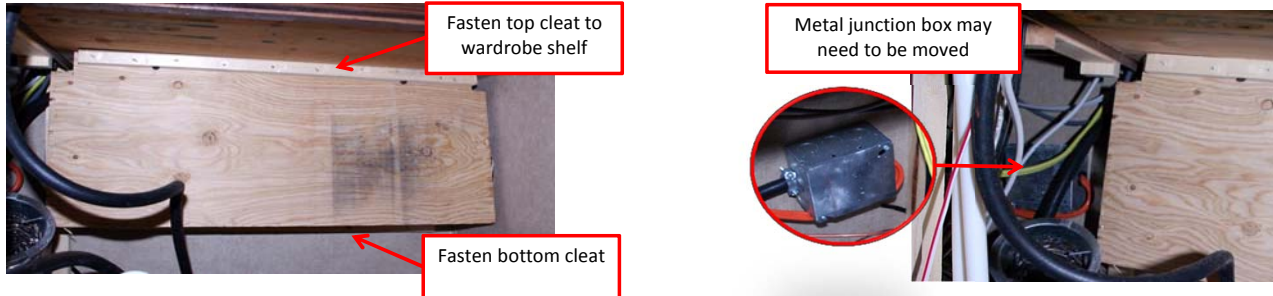 Fasten top cleat to
wardrobe shelf
Fasten bottom cleat
Metal junction box may
need to be moved